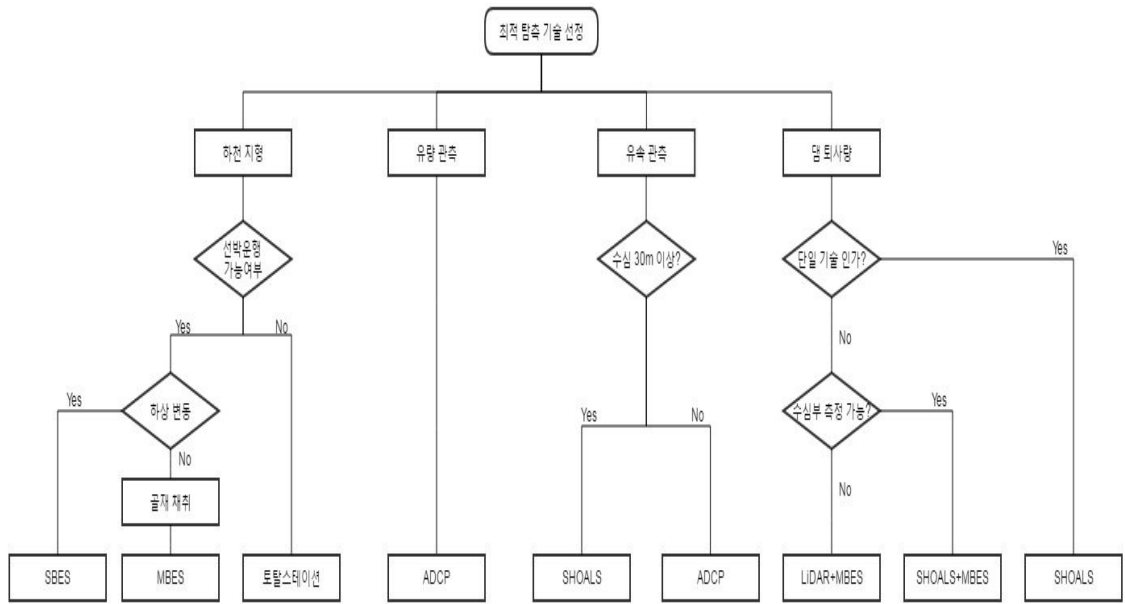 최적 탐측 기술 선정
하천 지형
유량 관측
유속 관측
댐 퇴사량
선박운행
가능여부
수심 30m 이상?
단일 기술 인가?
Yes
Yes
No
No
Yes
하상 변동
수심부 측정 가능?
Yes
Yes
No
No
골재 채취
No
SBES
MBES
토탈스테이션
ADCP
SHOALS
ADCP
LiDAR+MBES
SHOALS+MBES
SHOALS